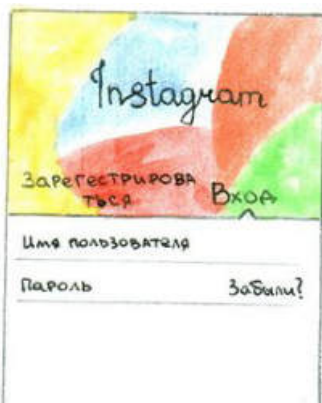 Instagram
Зарегестрирова
ться Вход
Имя пользователя
Пароль Забыли?